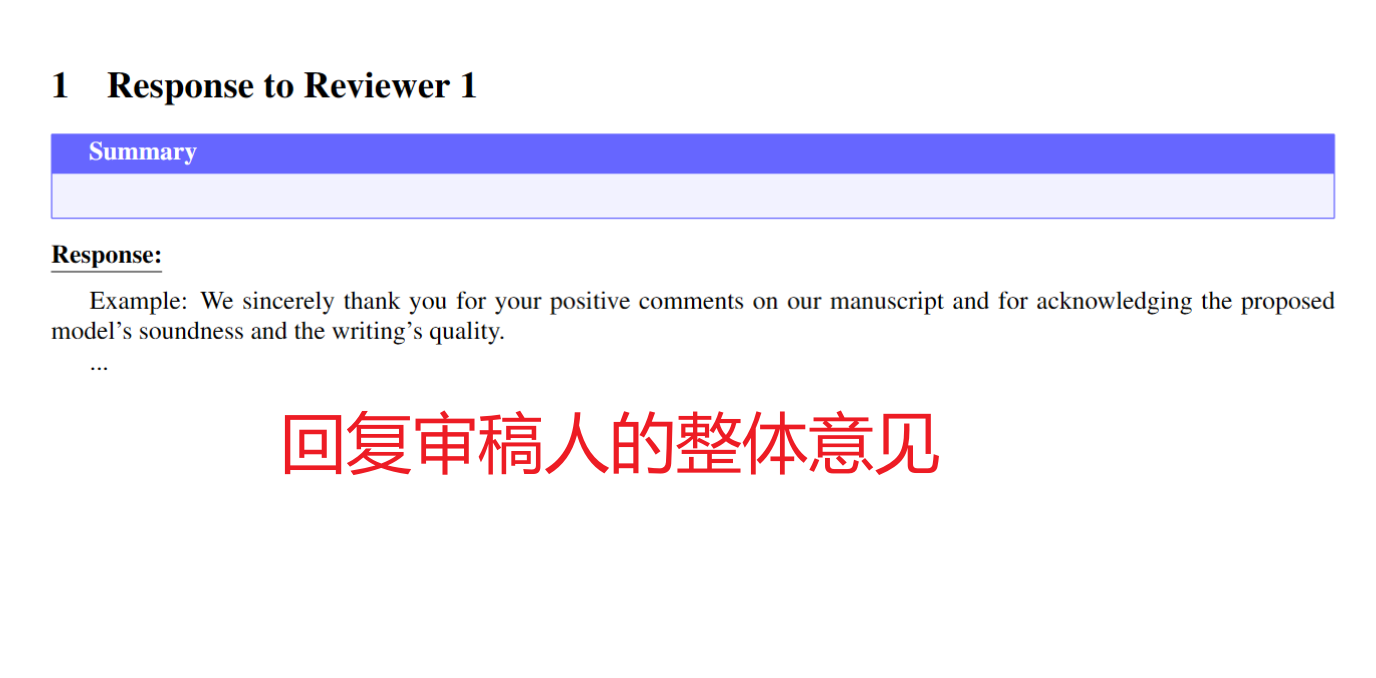 1 Response to Reviewer 1
Summary
Response:
Example: We sincerely thank you for your positive comments on our manuscript and for acknowledging the proposed
model's soundness and the writing's quality.
...
回复审稿人的整体意见